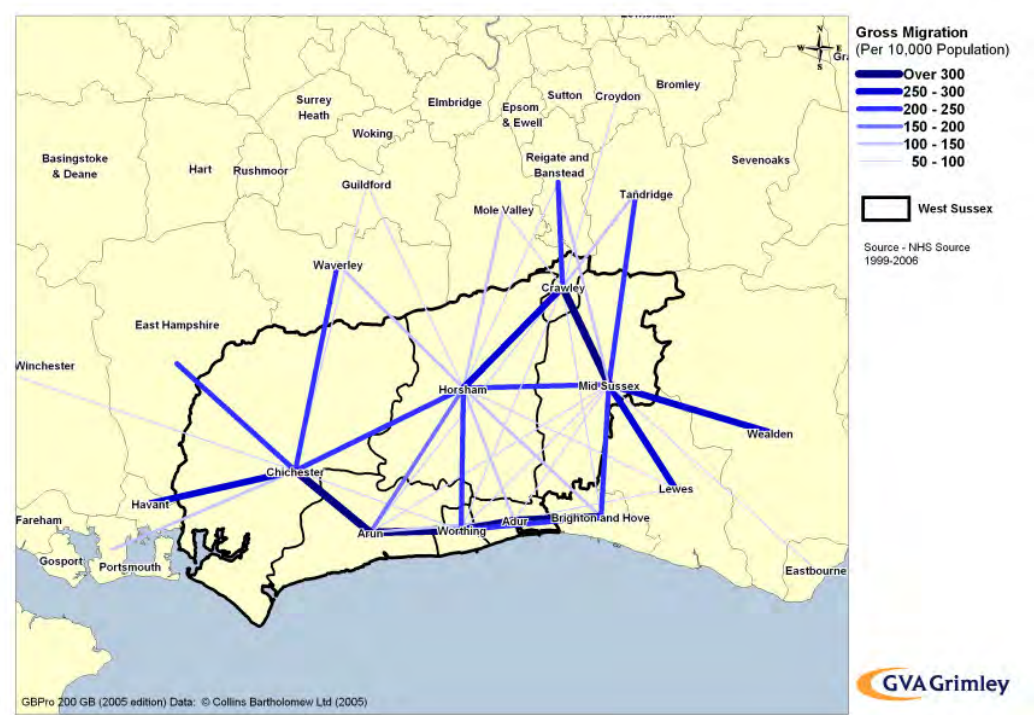 Lewisham
N
W E
S
Gr
Bromley
Sutton
Croydon
Elmbridge
Epsom
& Ewell
Surrey
Heath
Woking
Basingstoke
& Deane
Hart
Rushmoor
Guildford
Reigate and
Banstead
Sevenoaks
Tandridge
Mole Valley
Waverley
Crawley
East Hampshire
Winchester
Horsham
Mid Sussex
Wealden
Chichester
Lewes
Havant
Fareham
Arun
Worthing
Adur
Brighton and Hove
Gosport
Portsmouth
Eastbourne
GBPro 200 GB (2005 edition) Data: © Collins Bartholomew Ltd (2005)
Gross Migration
(Per 10,000 Population)
Over 300
250 - 300
200 - 250
150 - 200
100 - 150
50 - 100
West Sussex
Source - NHS Source
1999-2006
GVA Grimley